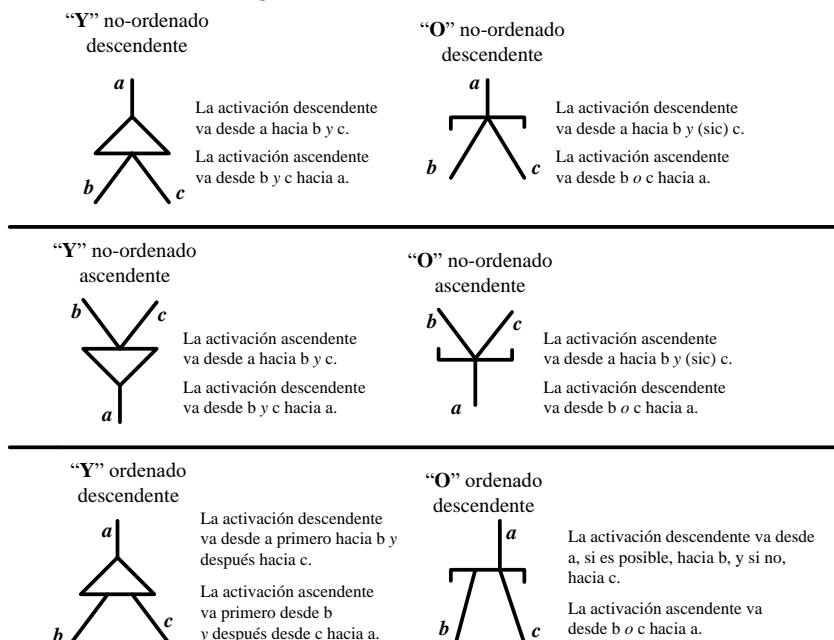 “Y” no-ordenado
descendente
a
b
c
La activación descendente
va desde a hacia b y c.
La activación ascendente
va desde b y c hacia a.
“O” no-ordenado
descendente
a
b
c
La activación descendente
va desde a hacia b y (sic) c.
La activación ascendente
va desde b o c hacia a.
“Y” no-ordenado
ascendente
b
c
a
La activación ascendente
va desde a hacia b y c.
La activación descendente
va desde b y c hacia a.
“O” no-ordenado
ascendente
b
c
a
La activación ascendente
va desde a hacia b y (sic) c.
La activación descendente
va desde b o c hacia a.
“Y” ordenado
descendente
a
b
c
La activación descendente
va desde a primero hacia b y
después hacia c.
La activación ascendente
va primero desde b
y después desde c hacia a.
“O” ordenado
descendente
a
b
c
La activación descendente va desde
a, si es posible, hacia b, y si no,
hacia c.
La activación ascendente va
desde b o c hacia a.